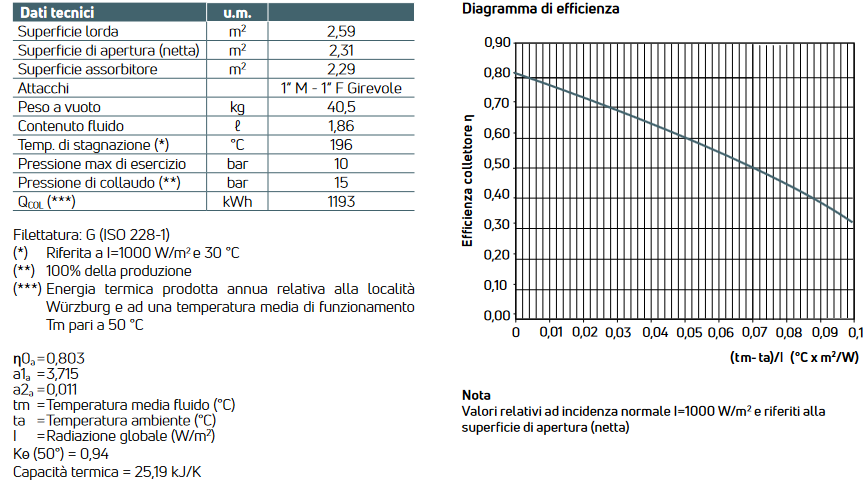 Dati tecnici u.m.
Superficie lorda m² 2,59
Superficie di apertura (netta) m² 2,31
Superficie assorbitore m² 2,29
Attacchi 1” M - 1” F Girevole
Peso a vuoto kg 40,5
Contenuto fluido ℓ 1,86
Temp. di stagnazione (*) °C 196
Pressione max di esercizio bar 10
Pressione di collaudo (**) bar 15
QCOL (***) kWh 1193
Filettatura: G (ISO 228-1)
(*) Riferita a I=1000 W/m² e 30 °C
(**) 100% della produzione
(***) Energia termica prodotta annua relativa alla località
Würzburg e ad una temperatura media di funzionamento
Tm pari a 50 °C
η0a =0,803
a1a =3,715
a2a =0,011
tm =Temperatura media fluido (°C)
ta =Temperatura ambiente (°C)
I =Radiazione globale (W/m²)
Kɵ (50°) = 0,94
Capacità termica = 25,19 kJ/K
Diagramma di efficienza
Efficienza collettore η
0,90
0,80
0,70
0,60
0,50
0,40
0,30
0,20
0,10
0,00
0 0,01 0,02 0,03 0,04 0,05 0,06 0,07 0,08 0,09 0,1
(tm-ta)/I (°C x m²/W)
Nota
Valori relativi ad incidenza normale I=1000 W/m² e riferiti alla
superficie di apertura (netta)